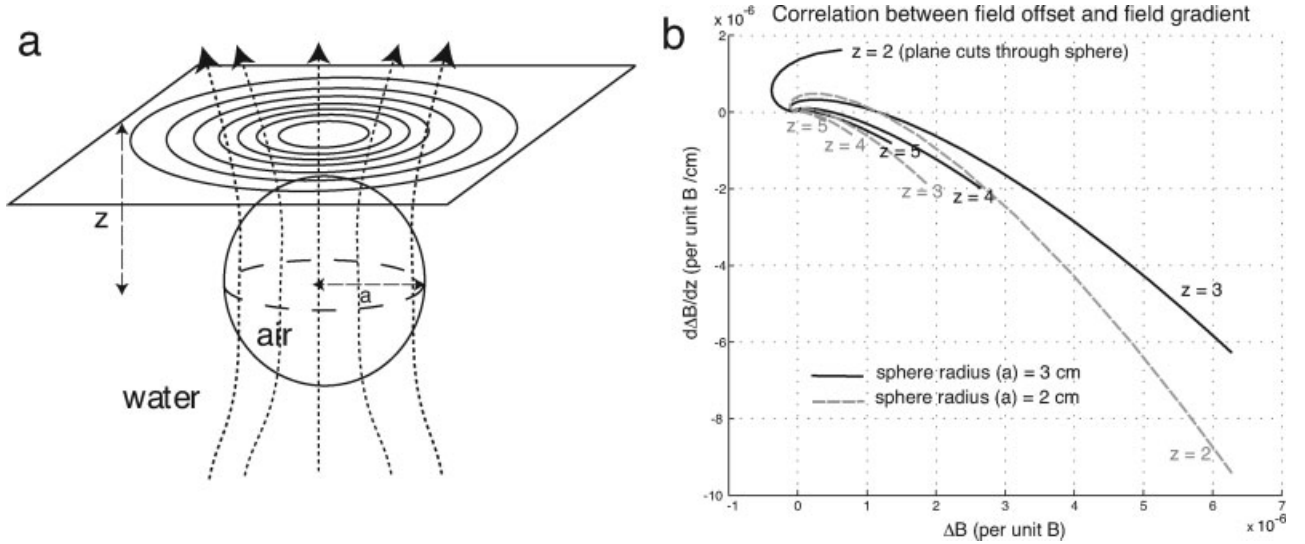 a
z
a
air
water
b
Correlation between field offset and field gradient
x 10⁻⁶
2
0
-2
-4
-6
-8
-10
dΔB/dz (per unit B /cm)
z = 2 (plane cuts through sphere)
z = 5
z = 4
z = 5
z = 3
z = 4
z = 3
sphere radius (a) = 3 cm
sphere radius (a) = 2 cm
z = 2
-1
0
1
2
3
4
5
6
7
ΔB (per unit B)
x 10⁻⁶